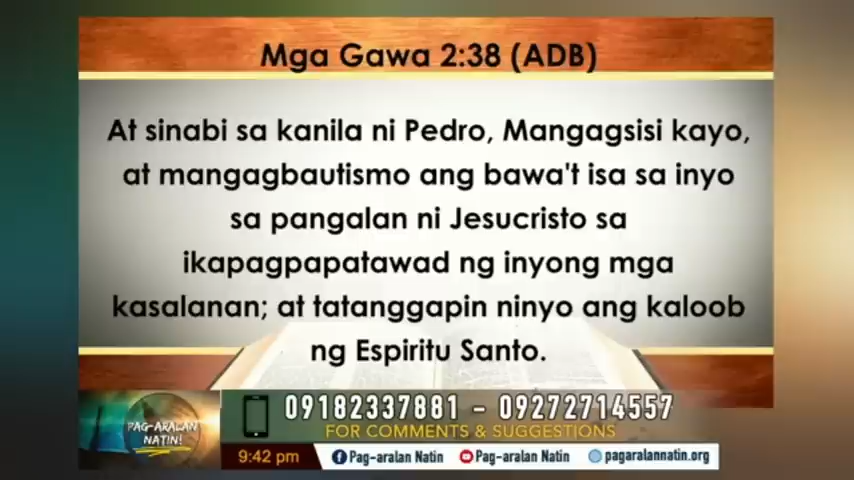 Mga Gawa 2:38 (ADB)
At sinabi sa kanila ni Pedro, Mangagsisi kayo,
at mangagbautismo ang bawa't isa sa inyo
sa pangalan ni Jesucristo sa
ikapagpapatawad ng inyong mga
kasalanan; at tatanggapin ninyo ang kaloob
ng Espiritu Santo.
09182337881 - 09272714557
FOR COMMENTS & SUGGESTIONS
PAG-ARALAN
NATIN!
9:42 pm
Pag-aralan Natin
Pag-aralan Natin
pagaralannatin.org